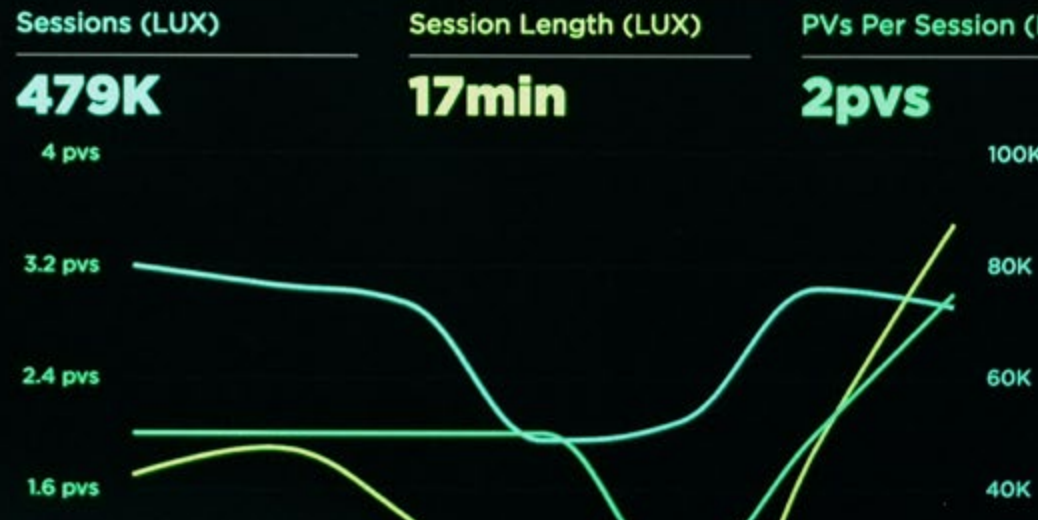 Sessions (LUX)
Session Length (LUX)
PVs Per Session (
479K
17min
2pvs
4 pvs
100K
3.2 pvs
80K
2.4 pvs
60K
1.6 pvs
40K